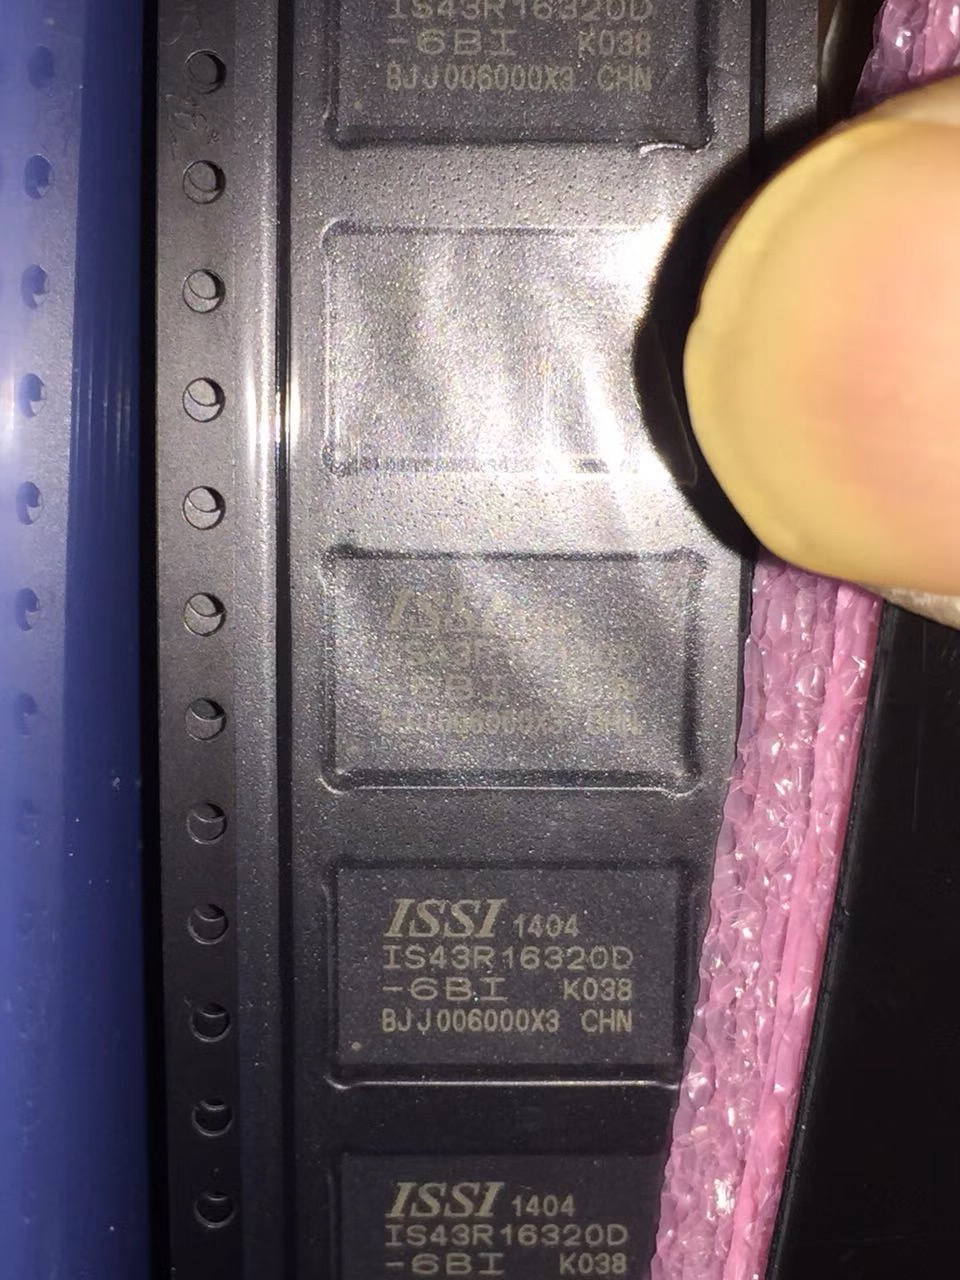 IS43R16320D
-6BI K038
BJJ006000X3 CHN
ISSI
-6BI
BJJ006000X3 CHN
ISSI 1404
IS43R16320D
-6BI K038
BJJ006000X3 CHN
ISSI 1404
IS43R16320D
-6BI K038